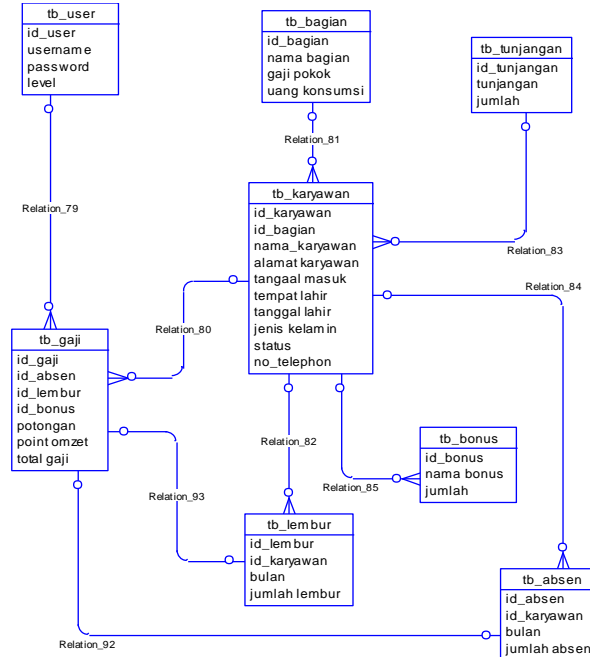 tb_user
id_user
username
password
level
tb_bagian
id_bagian
nama bagian
gaji pokok
uang konsumsi
tb_tunjangan
id_tunjangan
tunjangan
jumlah
Relation_81
tb_karyawan
id_karyawan
id_bagian
nama_karyawan
alamat karyawan
tangaal masuk
tempat lahir
tanggal lahir
jenis kelamin
status
no_telephon
Relation_79
Relation_83
Relation_84
Relation_80
tb_gaji
id_gaji
id_absen
id_lembur
id_bonus
potongan
point omzet
total gaji
Relation_82
tb_bonus
id_bonus
nama bonus
jumlah
Relation_85
Relation_93
tb_lembur
id_lembur
id_karyawan
bulan
jumlah lembur
tb_absen
id_absen
id_karyawan
bulan
jumlah absen
Relation_92